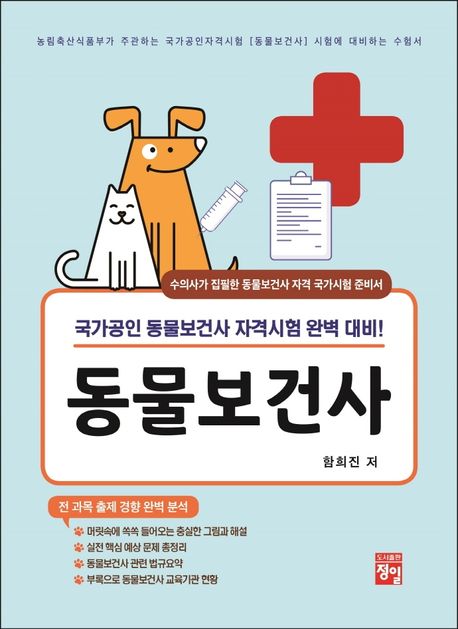 농림축산식품부가 주관하는 국가공인자격시험 [동물보건사] 시험에 대비하는 수험서
수의사가 집필한 동물보건사 자격 국가시험 준비서
국가공인 동물보건사 자격시험 완벽 대비!
동물보건사
함희진 저
전 과목 출제 경향 완벽 분석
머릿속에 쏙쏙 들어오는 충실한 그림과 해설
실전 핵심 예상 문제 총정리
동물보건사 관련 법규요약
부록으로 동물보건사 교육기관 현황
도서출판
정일